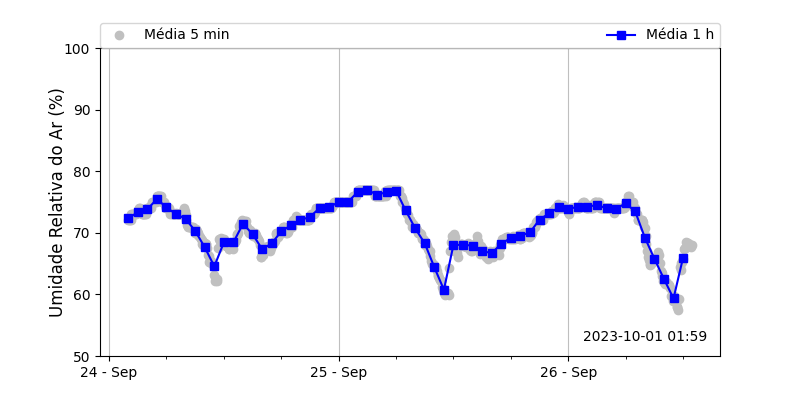 Média 5 min
Média 1 h
Umidade Relativa do Ar (%)
100
90
80
70
60
50
2023-10-01 01:59
24 - Sep
25 - Sep
26 - Sep